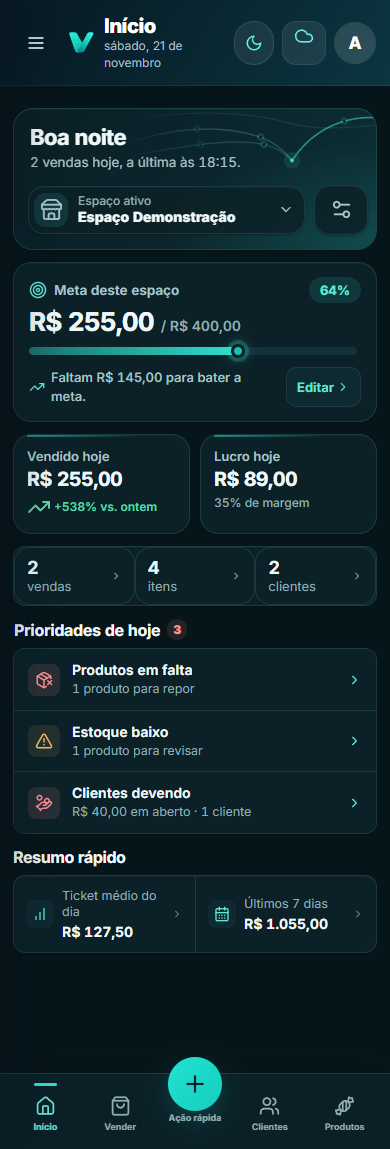 Início
sábado, 21 de
novembro
A
Boa noite
2 vendas hoje, a última às 18:15.
Espaço ativo
Espaço Demonstração
Meta deste espaço
64%
R$ 255,00 / R$ 400,00
Faltam R$ 145,00 para bater a
meta.
Editar
Vendido hoje
R$ 255,00
+538% vs. ontem
Lucro hoje
R$ 89,00
35% de margem
2
vendas
4
itens
2
clientes
Prioridades de hoje 3
Produtos em falta
1 produto para repor
Estoque baixo
1 produto para revisar
Clientes devendo
R$ 40,00 em aberto · 1 cliente
Resumo rápido
Ticket médio do
dia
R$ 127,50
Últimos 7 dias
R$ 1.055,00
Início
Vender
Ação rápida
Clientes
Produtos